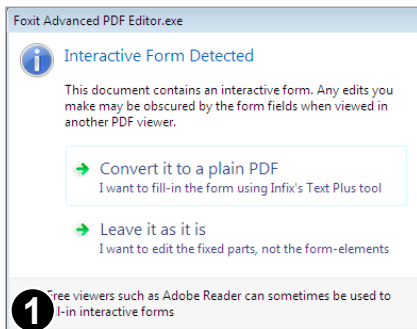 Foxit Advanced PDF Editor.exe
Interactive Form Detected
This document contains an interactive form. Any edits you
make may be obscured by the form fields when viewed in
another PDF viewer.
Convert it to a plain PDF
I want to fill-in the form using Infix's Text Plus tool
Leave it as it is
I want to edit the fixed parts, not the form-elements
Free viewers such as Adobe Reader can sometimes be used to
1 ll-in interactive forms